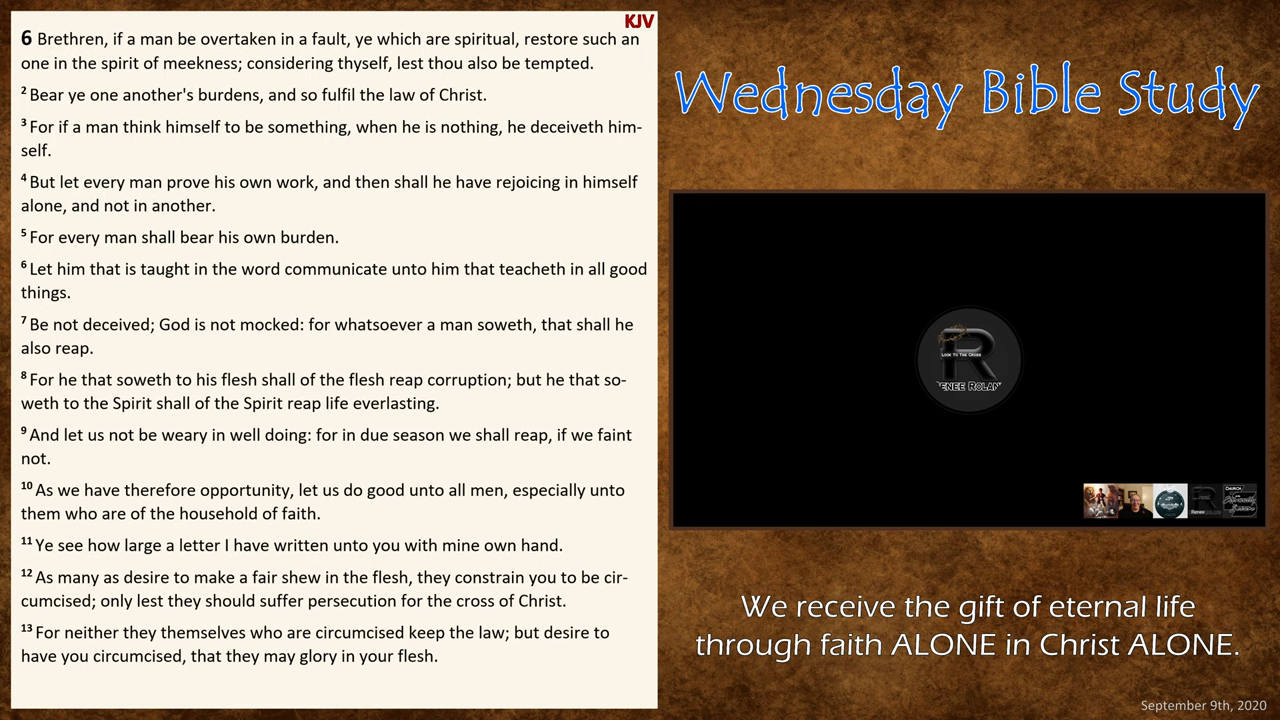 KJV
6 Brethren, if a man be overtaken in a fault, ye which are spiritual, restore such an
one in the spirit of meekness; considering thyself, lest thou also be tempted.
2 Bear ye one another's burdens, and so fulfil the law of Christ.
3 For if a man think himself to be something, when he is nothing, he deceiveth him-
self.
4 But let every man prove his own work, and then shall he have rejoicing in himself
alone, and not in another.
5 For every man shall bear his own burden.
6 Let him that is taught in the word communicate unto him that teacheth in all good
things.
7 Be not deceived; God is not mocked: for whatsoever a man soweth, that shall he
also reap.
8 For he that soweth to his flesh shall of the flesh reap corruption; but he that so-
weth to the Spirit shall of the Spirit reap life everlasting.
9 And let us not be weary in well doing: for in due season we shall reap, if we faint
not.
10 As we have therefore opportunity, let us do good unto all men, especially unto
them who are of the household of faith.
11 Ye see how large a letter I have written unto you with mine own hand.
12 As many as desire to make a fair shew in the flesh, they constrain you to be cir-
cumcised; only lest they should suffer persecution for the cross of Christ.
13 For neither they themselves who are circumcised keep the law; but desire to
have you circumcised, that they may glory in your flesh.
Wednesday Bible Study
R
LOOK TO THE CROSS
ENEE ROLAN
Renee
CHURCH
We receive the gift of eternal life
through faith ALONE in Christ ALONE.
September 9th, 2020